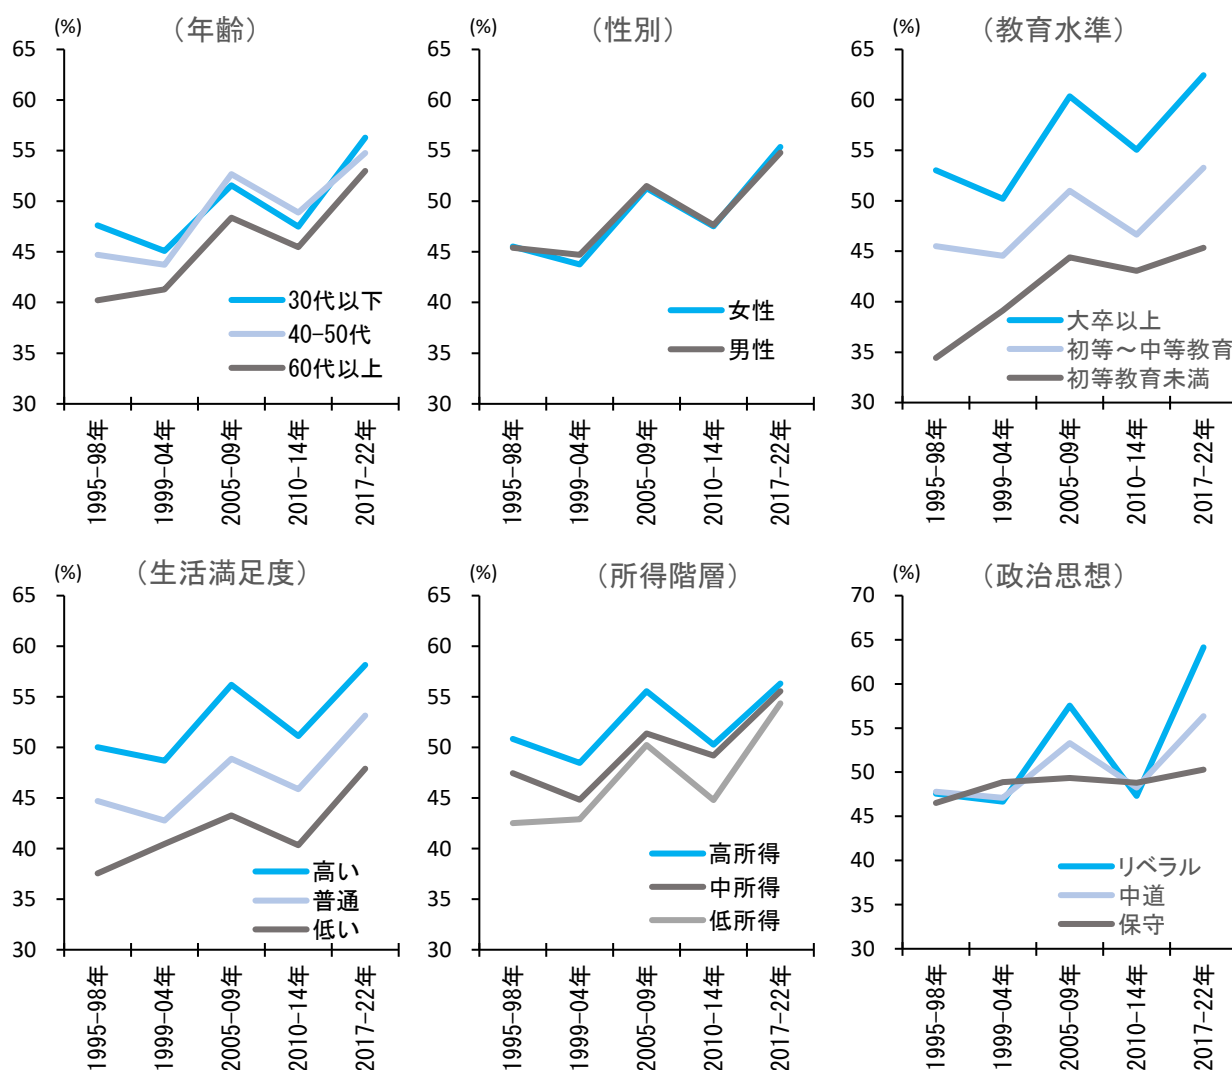 (%)
（年齢）
65
60
55
50
45
40
35
30
30代以下
40-50代
60代以上
1995-98年
1999-04年
2005-09年
2010-14年
2017-22年
(%)
（性別）
65
60
55
50
45
40
35
30
女性
男性
1995-98年
1999-04年
2005-09年
2010-14年
2017-22年
(%)
（教育水準）
65
60
55
50
45
40
35
30
大卒以上
初等～中等教育
初等教育未満
1995-98年
1999-04年
2005-09年
2010-14年
2017-22年
(%)
（生活満足度）
65
60
55
50
45
40
35
30
高い
普通
低い
1995-98年
1999-04年
2005-09年
2010-14年
2017-22年
(%)
（所得階層）
65
60
55
50
45
40
35
30
高所得
中所得
低所得
1995-98年
1999-04年
2005-09年
2010-14年
2017-22年
(%)
（政治思想）
70
65
60
55
50
45
40
35
30
リベラル
中道
保守
1995-98年
1999-04年
2005-09年
2010-14年
2017-22年